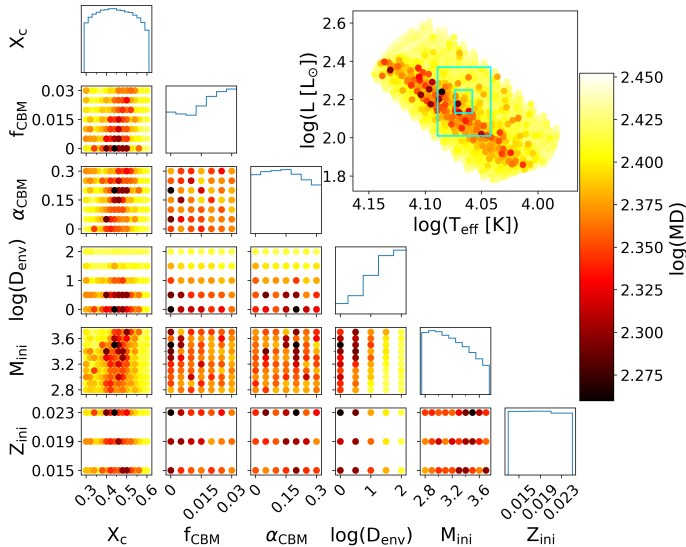 X_c
f_CBM
0.03
0.015
0
α_CBM
0.3
0.15
0
log(D_env)
2
1
0
M_ini
3.6
3.2
2.8
Z_ini
0.023
0.019
0.015
0.3 0.4 0.5 0.6
0 0.015 0.03
0 0.15 0.3
0 1 2
2.8 3.2 3.6
0.015 0.019 0.023
X_c f_CBM α_CBM log(D_env) M_ini Z_ini
log(L [L_⊙])
2.6
2.4
2.2
2.0
1.8
4.15 4.10 4.05 4.00
log(T_eff [K])
2.450
2.425
2.400
2.375
2.350
2.325
2.300
2.275
log(MD)